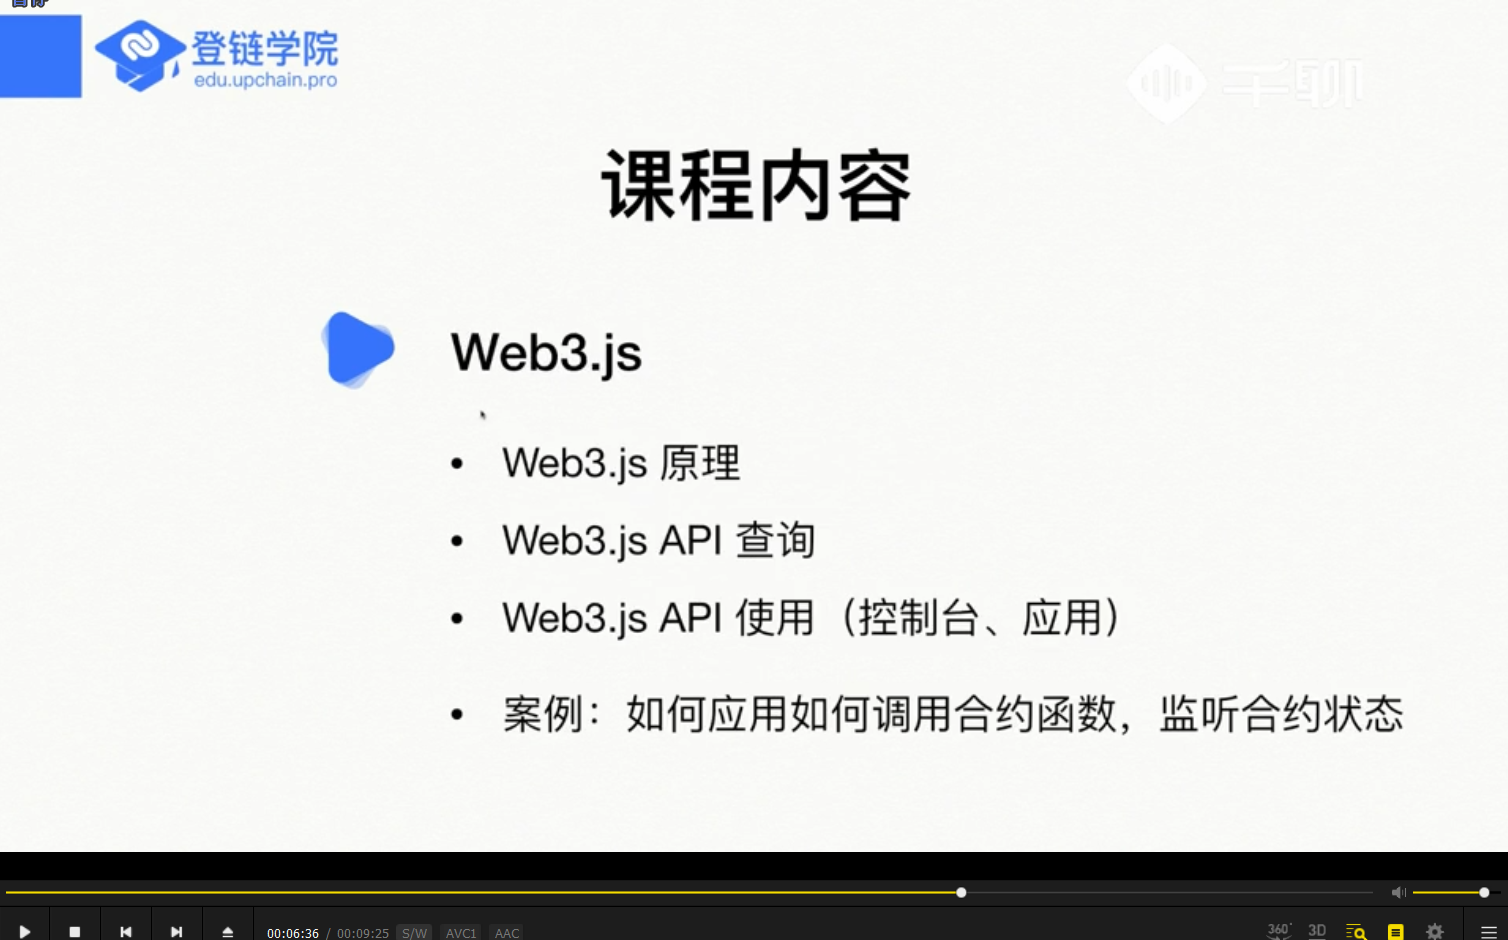 暂停
登链学院
edu.upchain.pro
千聊
课程内容
Web3.js
• Web3.js 原理
• Web3.js API 查询
• Web3.js API 使用（控制台、应用）
• 案例：如何应用如何调用合约函数，监听合约状态
00:06:36 / 00:09:25 S/W AVC1 AAC
360° 3D